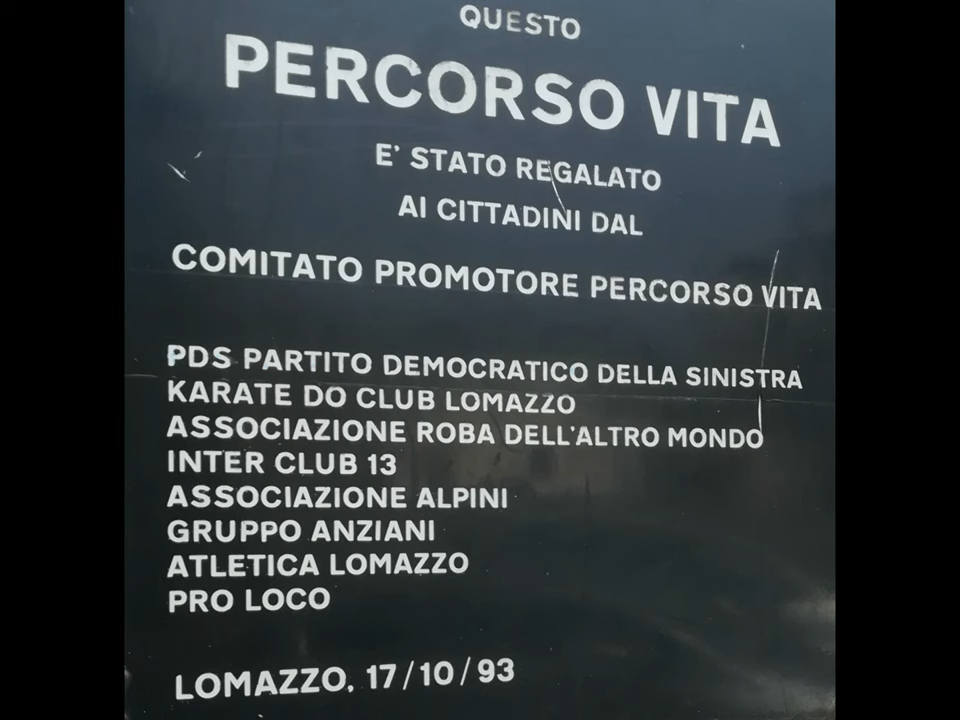 QUESTO
PERCORSO VITA
E' STATO REGALATO
AI CITTADINI DAL
COMITATO PROMOTORE PERCORSO VITA
PDS PARTITO DEMOCRATICO DELLA SINISTRA
KARATE DO CLUB LOMAZZO
ASSOCIAZIONE ROBA DELL'ALTRO MONDO
INTER CLUB 13
ASSOCIAZIONE ALPINI
GRUPPO ANZIANI
ATLETICA LOMAZZO
PRO LOCO
LOMAZZO, 17/10/93